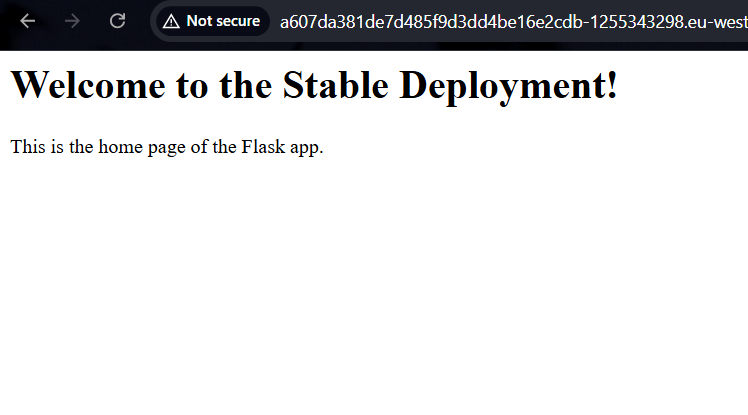 Not secure a607da381de7d485f9d3dd4be16e2cdb-1255343298.eu-west
Welcome to the Stable Deployment!
This is the home page of the Flask app.